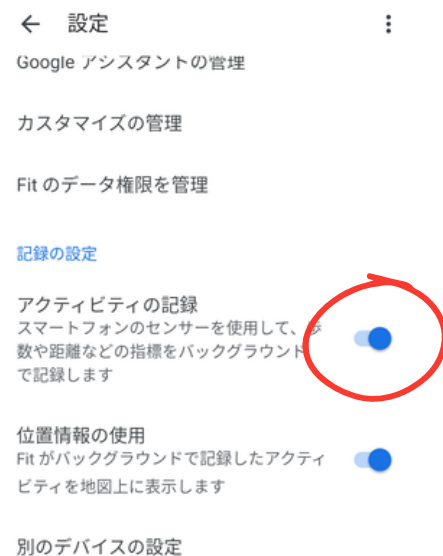 設定
Google アシスタントの管理
カスタマイズの管理
Fit のデータ権限を管理
記録の設定
アクティビティの記録
スマートフォンのセンサーを使用して、歩
数や距離などの指標をバックグラウンド
で記録します
位置情報の使用
Fit がバックグラウンドで記録したアクティ
ビティを地図上に表示します
別のデバイスの設定